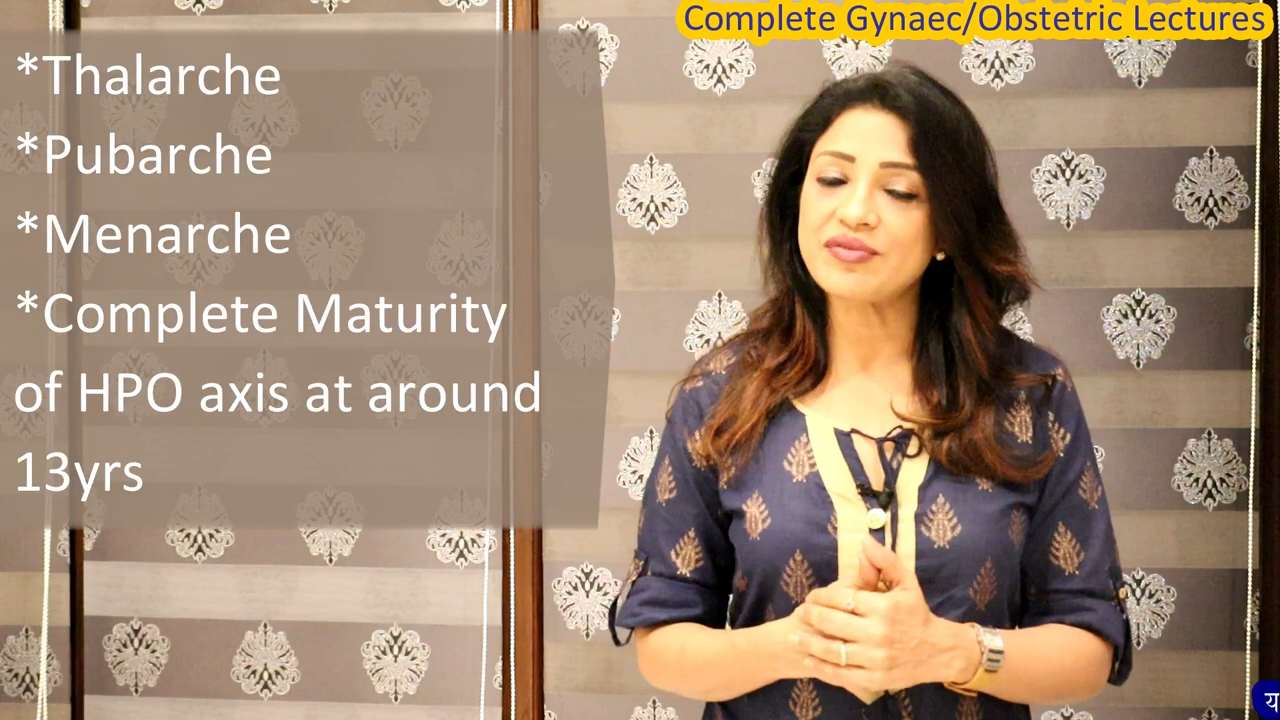 Complete Gynaec/Obstetric Lectures
*Thalarche
*Pubarche
*Menarche
*Complete Maturity
of HPO axis at around
13yrs
य